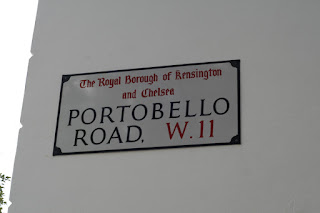 The Royal Borough of Kensington
and Chelsea
PORTOBELLO
ROAD, W.11